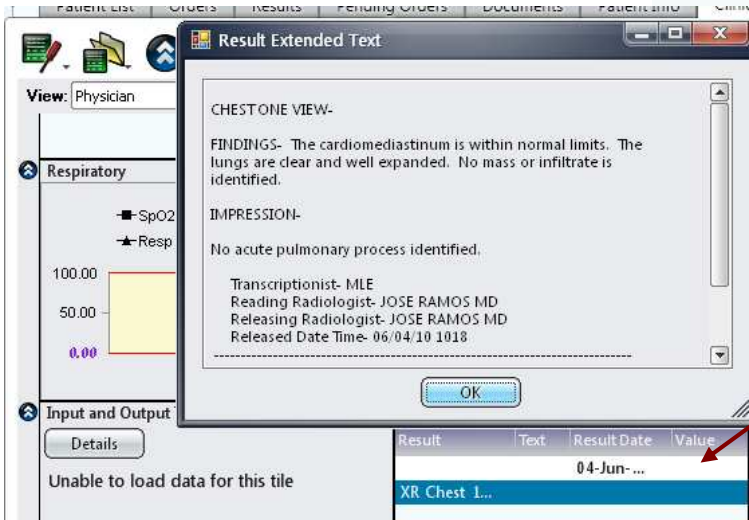 Patient List Orders Results Pending Orders Documents Patient Info
Result Extended Text
View: Physician
CHESTONE VIEW-
FINDINGS- The cardiomediastinum is within normal limits. The
lungs are clear and well expanded. No mass or infiltrate is
identified.
IMPRESSION-
No acute pulmonary process identified.
Transcriptionist- MLE
Reading Radiologist- JOSE RAMOS MD
Releasing Radiologist- JOSE RAMOS MD
Released Date Time- 06/04/10 1018
OK
Respiratory
SpO2
Resp
100.00
50.00
0.00
Input and Output
Details
Unable to load data for this tile
Result Text Result Date Value
04-Jun-...
XR Chest 1...